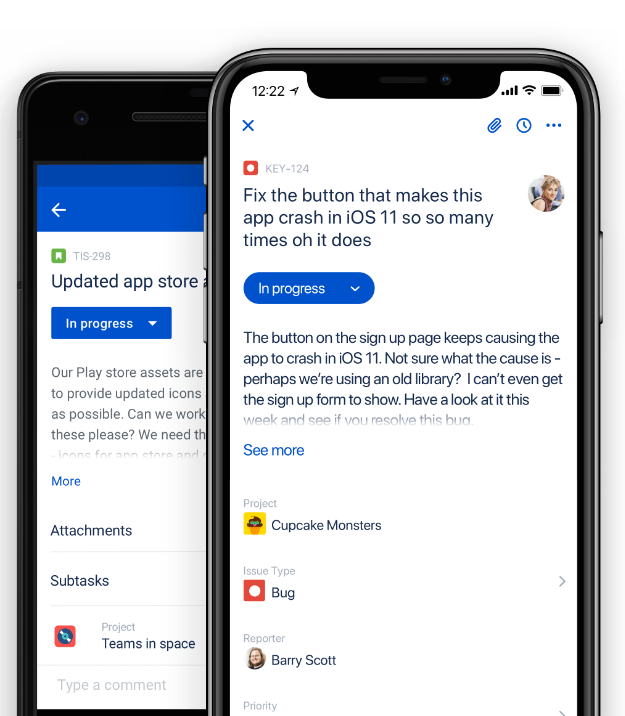 12:22
KEY-124
Fix the button that makes this
app crash in iOS 11 so so many
times oh it does
In progress
The button on the sign up page keeps causing the
app to crash in iOS 11. Not sure what the cause is -
perhaps we're using an old library? I can't even get
the sign up form to show. Have a look at it this
week and see if you resolve this bug.
See more
Project
Cupcake Monsters
Issue Type
Bug
Reporter
Barry Scott
Priority
TIS-298
Updated app store
In progress
Our Play store assets are
to provide updated icons
as possible. Can we work
these please? We need th
- icons for app store and
More
Attachments
Subtasks
Project
Teams in space
Type a comment